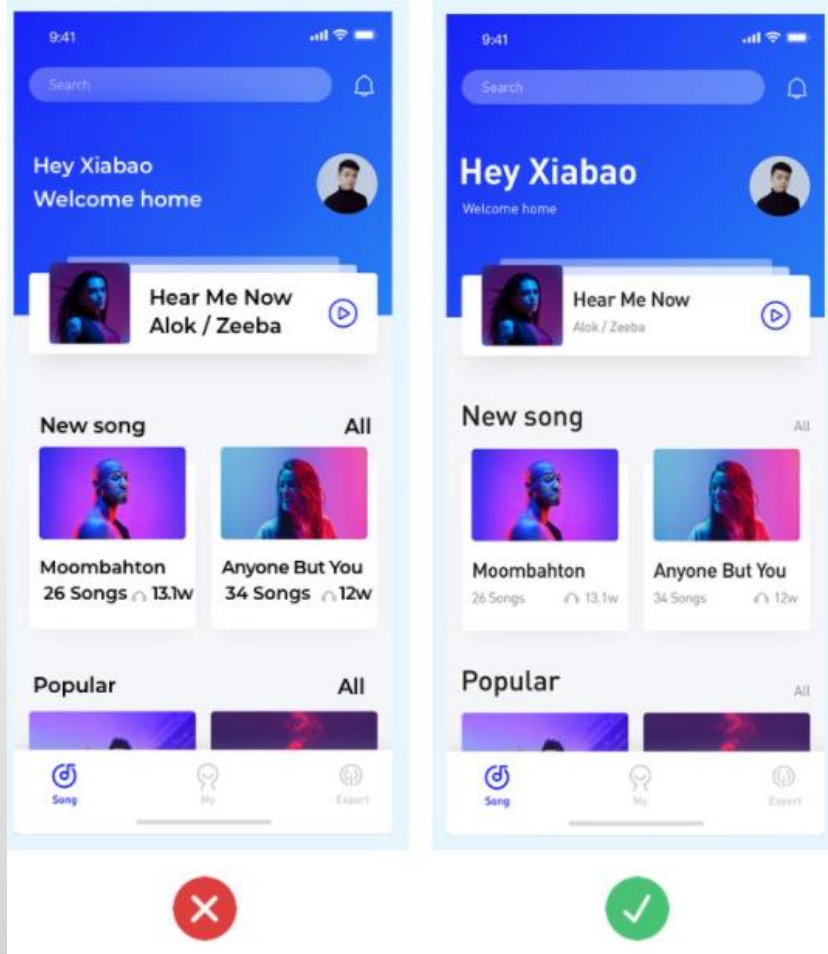 9:41
Search
Hey Xiabao
Welcome home
Hear Me Now
Alok / Zeeba
New song
All
Moombahton
26 Songs 13.1w
Anyone But You
34 Songs 12w
Popular
All
Song
My
Expert
9:41
Search
Hey Xiabao
Welcome home
Hear Me Now
Alok / Zeeba
New song
All
Moombahton
26 Songs 13.1w
Anyone But You
34 Songs 12w
Popular
All
Song
My
Expert